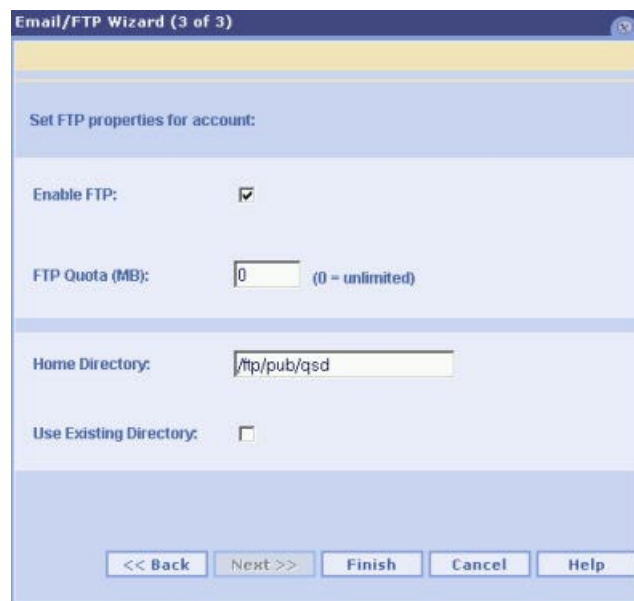 Email/FTP Wizard (3 of 3)
Set FTP properties for account:
Enable FTP:
FTP Quota (MB): 0 (0 = unlimited)
Home Directory: /ftp/pub/qsd
Use Existing Directory:
<< Back Next >> Finish Cancel Help